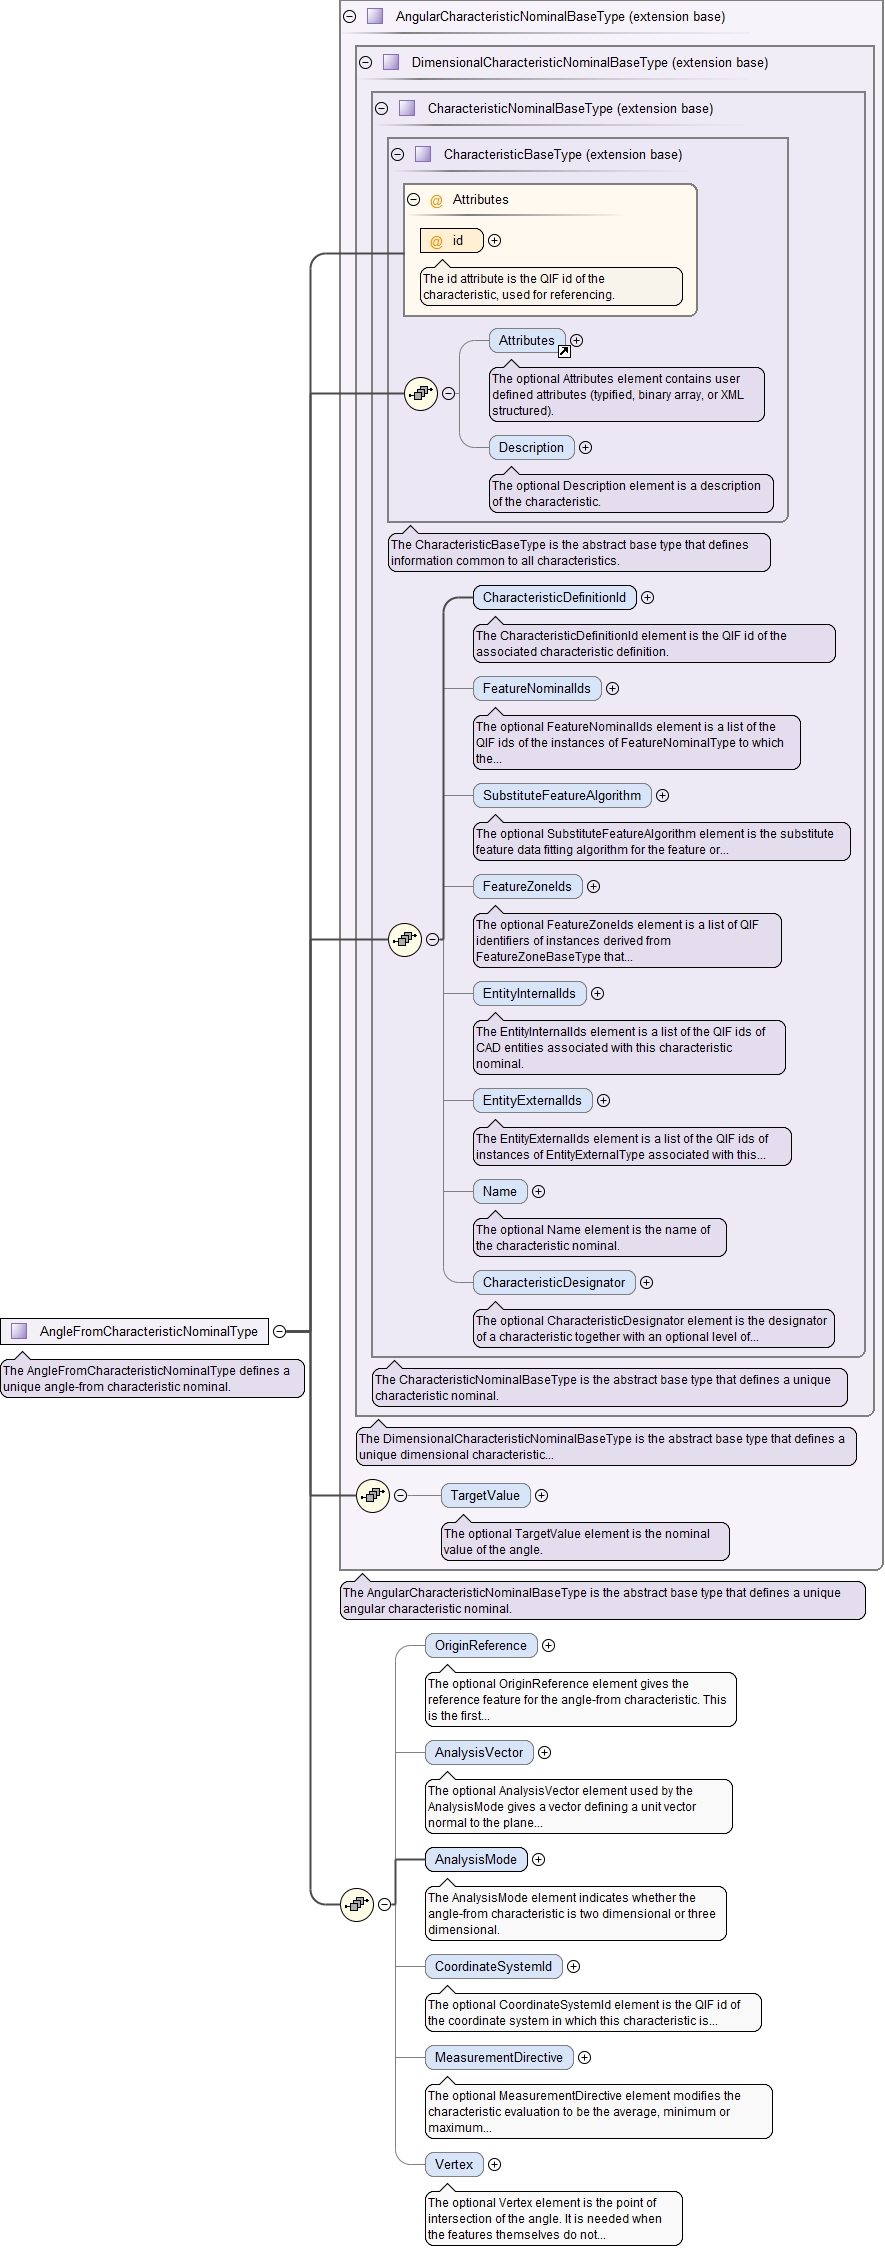 AngularCharacteristicNominalBaseType (extension base)
DimensionalCharacteristicNominalBaseType (extension base)
CharacteristicNominalBaseType (extension base)
CharacteristicBaseType (extension base)
@ Attributes
@ id
The id attribute is the QIF id of the
characteristic, used for referencing.
Attributes
The optional Attributes element contains user
defined attributes (typified, binary array, or XML
structured).
Description
The optional Description element is a description
of the characteristic.
The CharacteristicBaseType is the abstract base type that defines
information common to all characteristics.
CharacteristicDefinitionId
The CharacteristicDefinitionId element is the QIF id of the
associated characteristic definition.
FeatureNominalIds
The optional FeatureNominalIds element is a list of the
QIF ids of the instances of FeatureNominalType to which
the...
SubstituteFeatureAlgorithm
The optional SubstituteFeatureAlgorithm element is the substitute
feature data fitting algorithm for the feature or...
FeatureZoneIds
The optional FeatureZoneIds element is a list of QIF
identifiers of instances derived from
FeatureZoneBaseType that...
EntityInternalIds
The EntityInternalIds element is a list of the QIF ids of
CAD entities associated with this characteristic
nominal.
EntityExternalIds
The EntityExternalIds element is a list of the QIF ids of
instances of EntityExternalType associated with this...
Name
The optional Name element is the name of
the characteristic nominal.
CharacteristicDesignator
The optional CharacteristicDesignator element is the designator
of a characteristic together with an optional level of...
AngleFromCharacteristicNominalType
The AngleFromCharacteristicNominalType defines a
unique angle-from characteristic nominal.
The CharacteristicNominalBaseType is the abstract base type that defines a unique
characteristic nominal.
The DimensionalCharacteristicNominalBaseType is the abstract base type that defines a
unique dimensional characteristic...
TargetValue
The optional TargetValue element is the nominal
value of the angle.
The AngularCharacteristicNominalBaseType is the abstract base type that defines a unique
angular characteristic nominal.
OriginReference
The optional OriginReference element gives the
reference feature for the angle-from characteristic. This
is the first...
AnalysisVector
The optional AnalysisVector element used by the
AnalysisMode gives a vector defining a unit vector
normal to the plane...
AnalysisMode
The AnalysisMode element indicates whether the
angle-from characteristic is two dimensional or three
dimensional.
CoordinateSystemId
The optional CoordinateSystemId element is the QIF id of
the coordinate system in which this characteristic is...
MeasurementDirective
The optional MeasurementDirective element modifies the
characteristic evaluation to be the average, minimum or
maximum...
Vertex
The optional Vertex element is the point of
intersection of the angle. It is needed when
the features themselves do not...